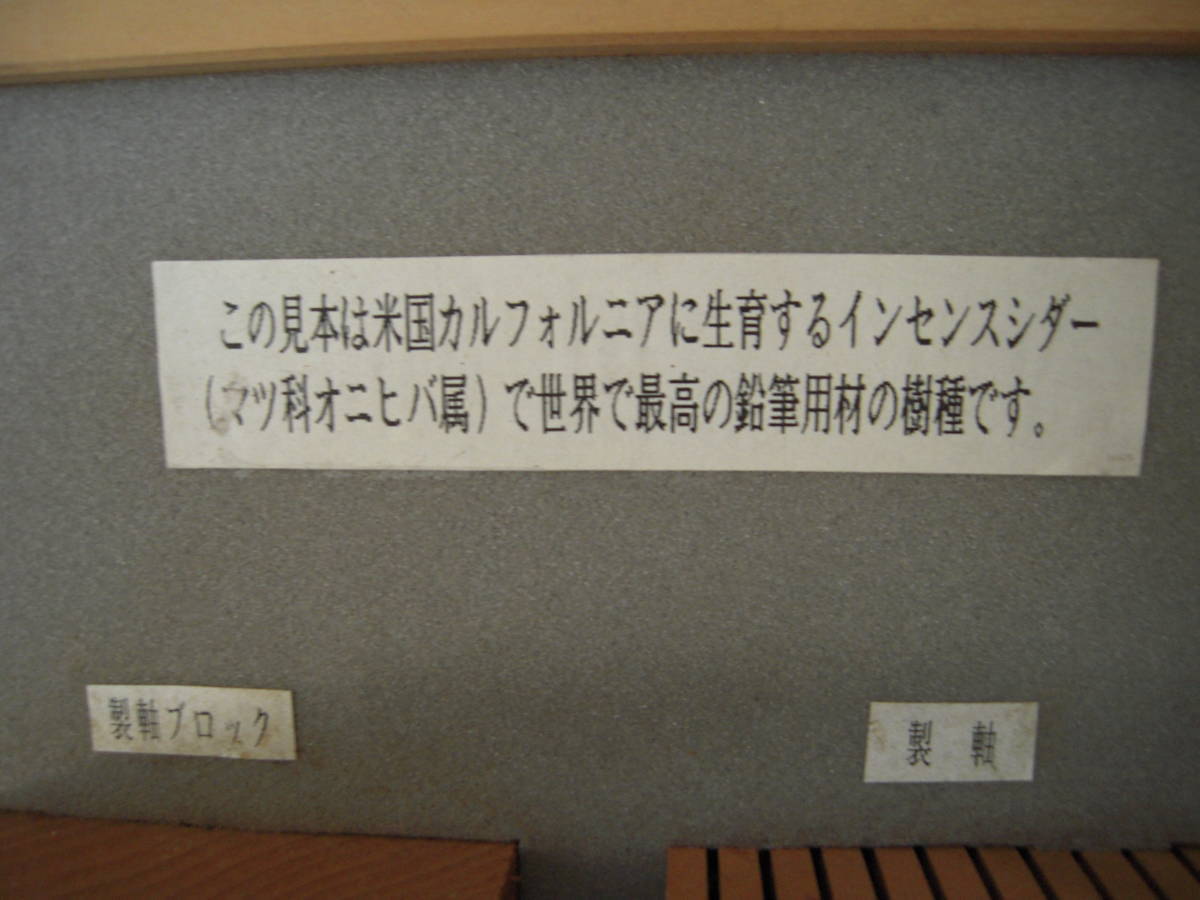 この見本は米国カルフォルニアに生育するインセンスシダー
（マツ科オニヒバ属）で世界で最高の鉛筆用材の樹種です。
製軸ブロック
製　軸